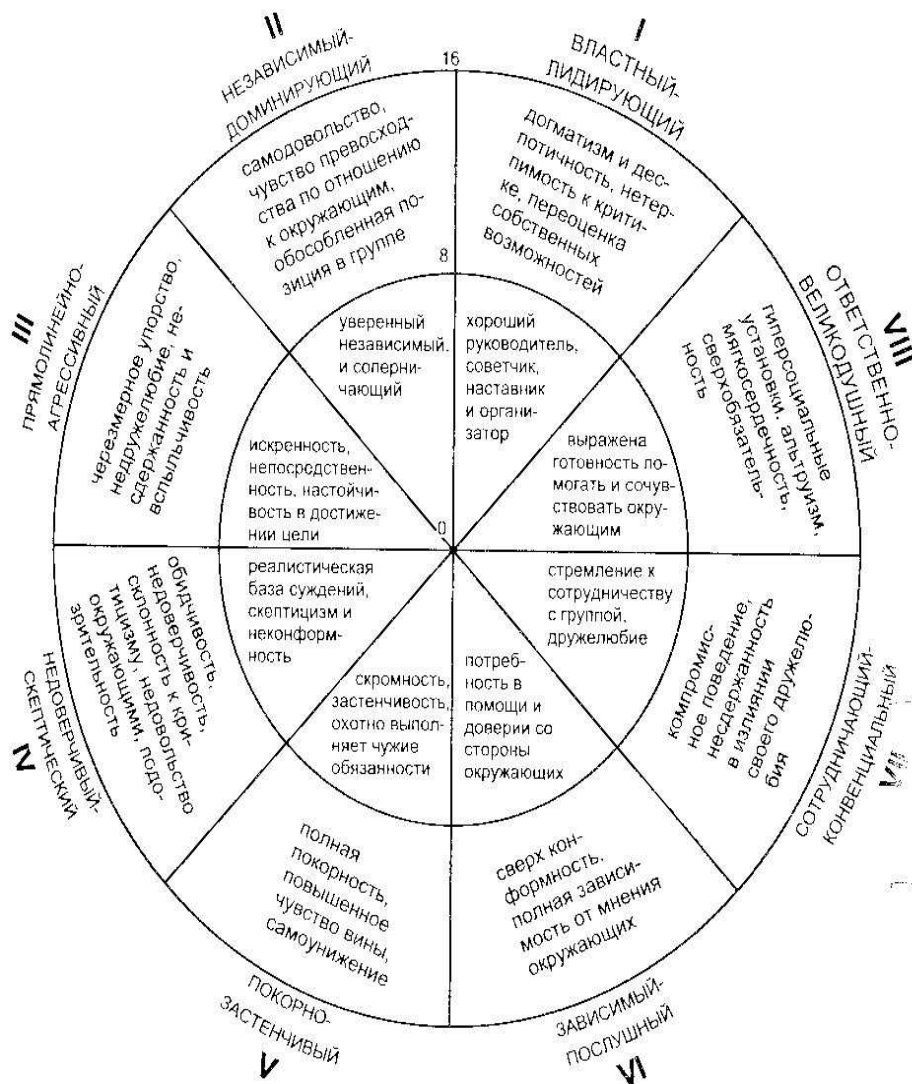 I
ВЛАСТНЫЙ-
ЛИДИРУЮЩИЙ
догматизм и дес-
потичность, нетер-
пимость к крити-
ке, переоценка
собственных
возможностей
хороший
руководитель,
советчик,
наставник
и органи-
затор
II
НЕЗАВИСИМЫЙ-
ДОМИНИРУЮЩИЙ
самодовольство,
чувство превосход-
ства по отношению
к окружающим,
обособленная по-
зиция в группе
уверенный
независимый
и соперни-
чающий
16
8
0
III
ПРЯМОЛИНЕЙНО-
АГРЕССИВНЫЙ
черезмерное упорство,
недружелюбие, не-
сдержанность и
вспыльчивость
искренность,
непосредствен-
ность, настойчи-
вость в достиже-
нии цели
IV
НЕДОВЕРЧИВЫЙ-
СКЕПТИЧЕСКИЙ
обидчивость,
недоверчивость,
склонность к кри-
тицизму, недовольство
окружающими, подо-
зрительность
реалистическая
база суждений,
скептицизм и
неконформ-
ность
V
ПОКОРНО-
ЗАСТЕНЧИВЫЙ
полная
покорность,
повышенное
чувство вины,
самоунижение
скромность,
застенчивость,
охотно выпол-
няет чужие
обязанности
VI
ЗАВИСИМЫЙ-
ПОСЛУШНЫЙ
сверх кон-
формность,
полная зависи-
мость от мнения
окружающих
потреб-
ность в
помощи и
доверии со
стороны
окружающих
VII
СОТРУДНИЧАЮЩИЙ-
КОНВЕНЦИАЛЬНЫЙ
компромис-
ное поведение,
несдержанность
в излиянии
своего дружелю-
бия
стремление к
сотрудничеству
с группой,
дружелюбие
VIII
ОТВЕТСТВЕННО-
ВЕЛИКОДУШНЫЙ
гиперсоциальные
установки, альтруизм,
мягкосердечность,
сверхобязатель-
ность
выражена
готовность по-
могать и сочув-
ствовать окру-
жающим